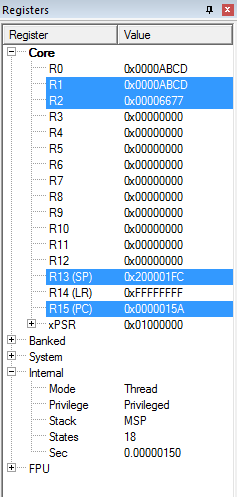 Registers
Register Value
Core
R0 0x0000ABCD
R1 0x0000ABCD
R2 0x00006677
R3 0x00000000
R4 0x00000000
R5 0x00000000
R6 0x00000000
R7 0x00000000
R8 0x00000000
R9 0x00000000
R10 0x00000000
R11 0x00000000
R12 0x00000000
R13 (SP) 0x200001FC
R14 (LR) 0xFFFFFFFF
R15 (PC) 0x0000015A
xPSR 0x01000000
Banked
System
Internal
Mode Thread
Privilege Privileged
Stack MSP
States 18
Sec 0.00000150
FPU